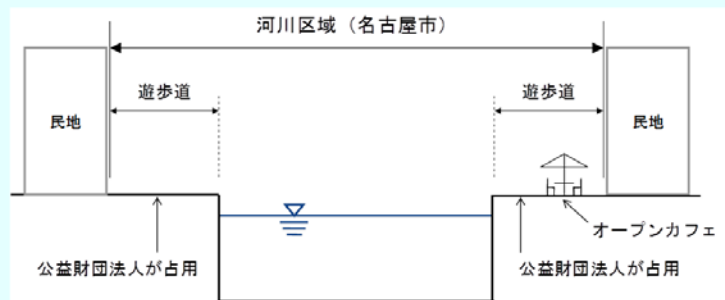 河川区域（名古屋市）
遊歩道
遊歩道
民地
民地
オープンカフェ
公益財団法人が占用
公益財団法人が占用